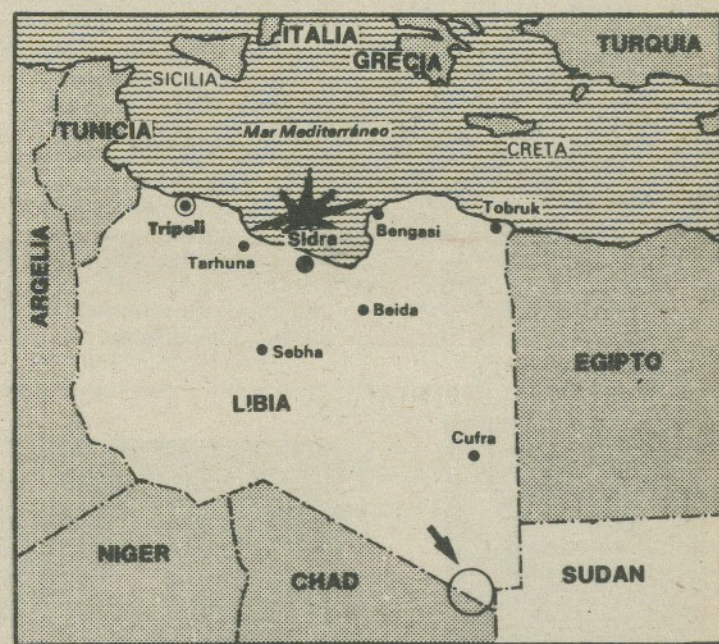 ITALIA
TURQUIA
GRECIA
SICILIA
TUNICIA
Mar Mediterráneo
CRETA
Trípoli
Sidra
Bengasi
Tobruk
Tarhuna
ARGELIA
Beida
Sebha
EGIPTO
LIBIA
Cufra
NIGER
CHAD
SUDAN